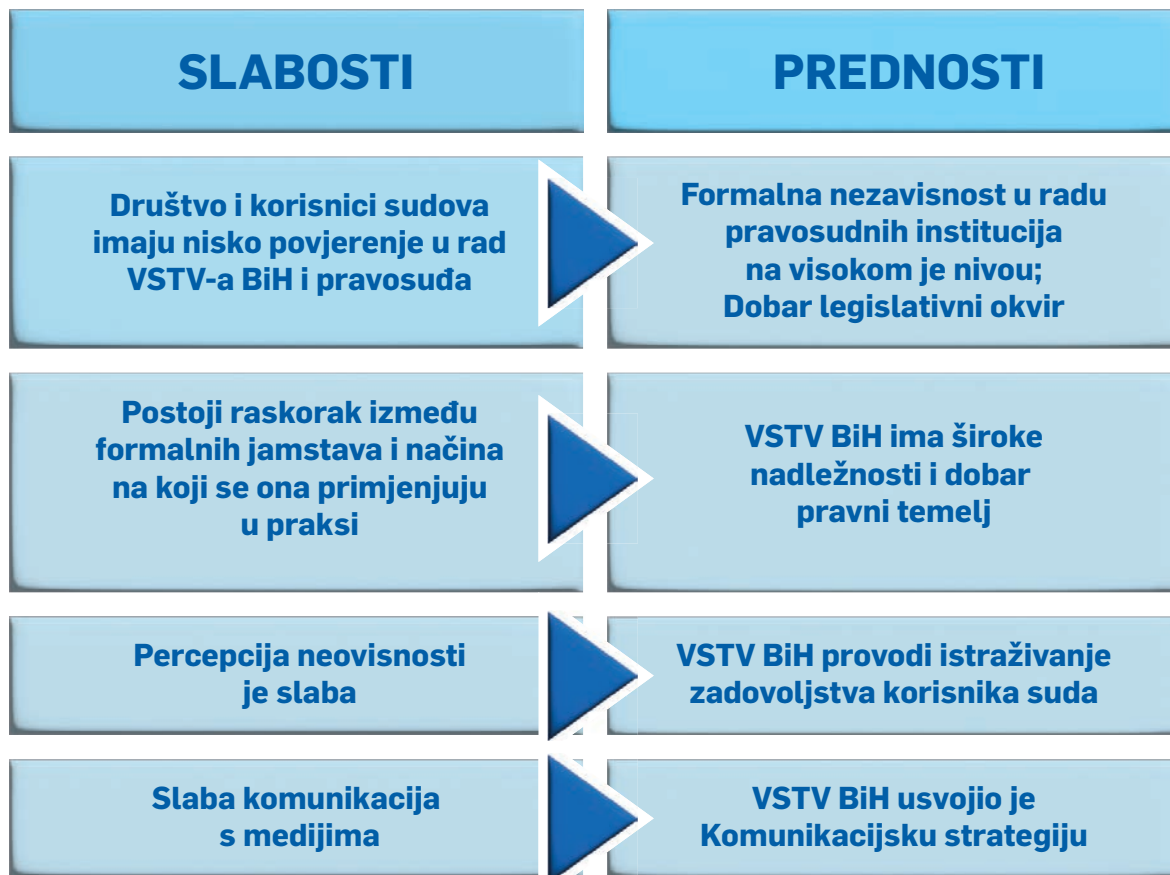 SLABOSTI
PREDNOSTI
Društvo i korisnici sudova
imaju nisko povjerenje u rad
VSTV-a BiH i pravosuđa
Formalna nezavisnost u radu
pravosudnih institucija
na visokom je nivou;
Dobar legislativni okvir
Postoji raskorak između
formalnih jamstava i načina
na koji se ona primjenjuju
u praksi
VSTV BiH ima široke
nadležnosti i dobar
pravni temelj
Percepcija neovisnosti
je slaba
VSTV BiH provodi istraživanje
zadovoljstva korisnika suda
Slaba komunikacija
s medijima
VSTV BiH usvojio je
Komunikacijsku strategiju